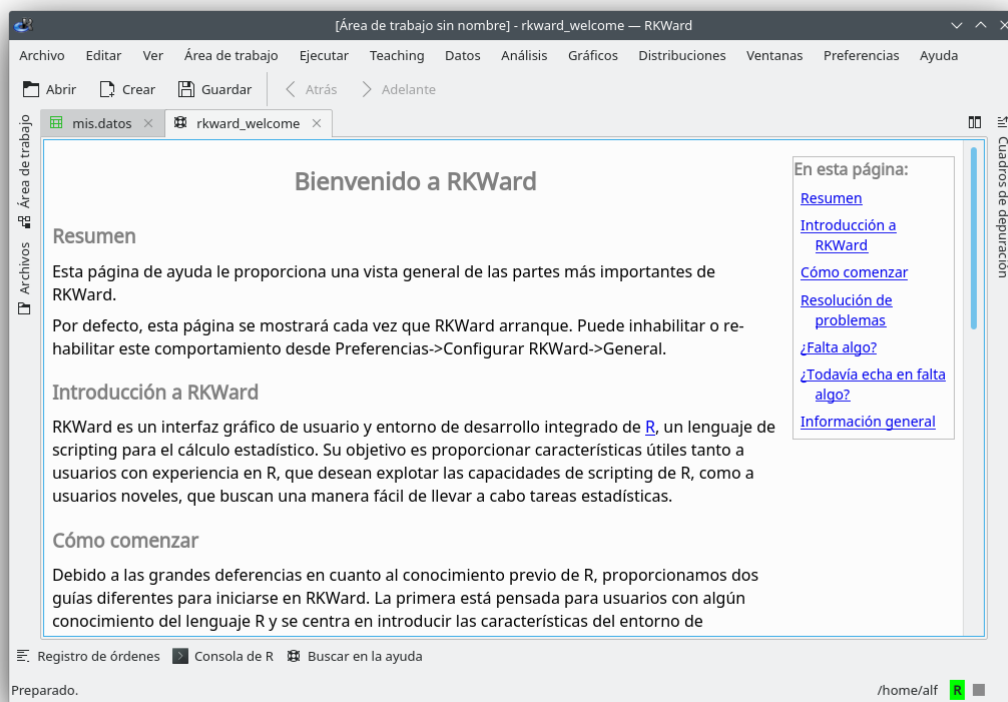 [Área de trabajo sin nombre] - rkward_welcome — RKWard
Archivo Editar Ver Área de trabajo Ejecutar Teaching Datos Análisis Gráficos Distribuciones Ventanas Preferencias Ayuda
Abrir Crear Guardar Atrás Adelante
Área de trabajo
Archivos
mis.datos rkward_welcome
Bienvenido a RKWard
Resumen
Esta página de ayuda le proporciona una vista general de las partes más importantes de
RKWard.
Por defecto, esta página se mostrará cada vez que RKWard arranque. Puede inhabilitar o re-
habilitar este comportamiento desde Preferencias->Configurar RKWard->General.
Introducción a RKWard
RKWard es un interfaz gráfico de usuario y entorno de desarrollo integrado de R, un lenguaje de
scripting para el cálculo estadístico. Su objetivo es proporcionar características útiles tanto a
usuarios con experiencia en R, que desean explotar las capacidades de scripting de R, como a
usuarios noveles, que buscan una manera fácil de llevar a cabo tareas estadísticas.
Cómo comenzar
Debido a las grandes deferencias en cuanto al conocimiento previo de R, proporcionamos dos
guías diferentes para iniciarse en RKWard. La primera está pensada para usuarios con algún
conocimiento del lenguaje R y se centra en introducir las características del entorno de
En esta página:
Resumen
Introducción a
RKWard
Cómo comenzar
Resolución de
problemas
¿Falta algo?
¿Todavía echa en falta
algo?
Información general
Cuadros de depuración
Registro de órdenes Consola de R Buscar en la ayuda
Preparado. /home/alf R